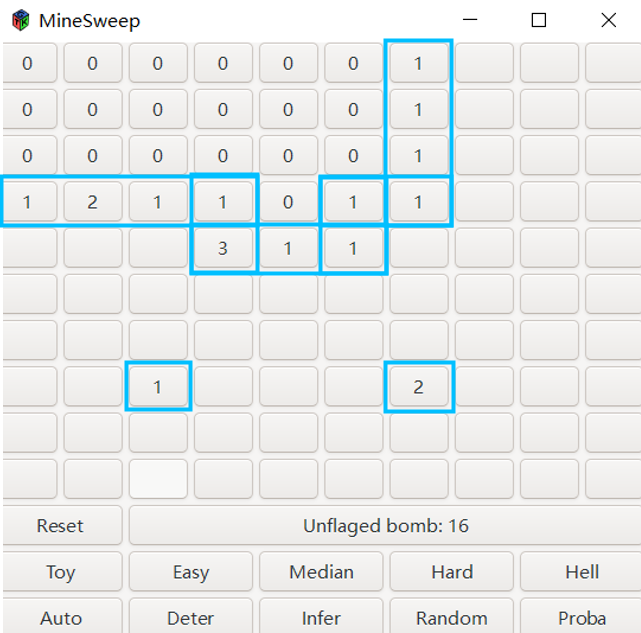 MineSweep
0 0 0 0 0 0 1
0 0 0 0 0 0 1
0 0 0 0 0 0 1
1 2 1 1 0 1 1
3 1 1
1 2
Reset Unflaged bomb: 16
Toy Easy Median Hard Hell
Auto Deter Infer Random Proba